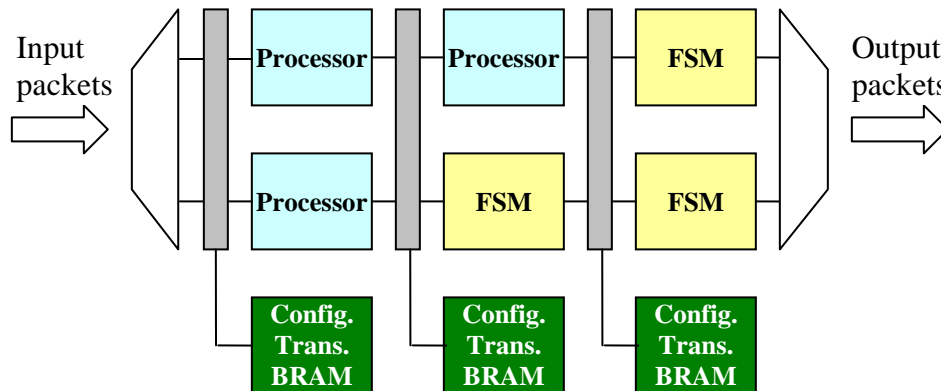 Input
packets
Processor
Processor
FSM
Output
packets
Processor
FSM
FSM
Config.
Trans.
BRAM
Config.
Trans.
BRAM
Config.
Trans.
BRAM